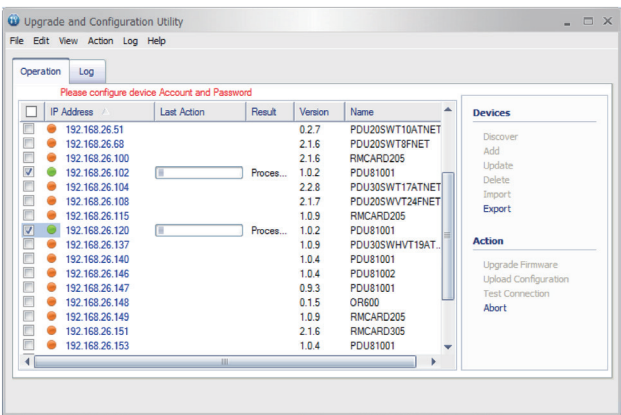 Upgrade and Configuration Utility
File Edit View Action Log Help
Operation Log
Please configure device Account and Password
IP Address Last Action Result Version Name
192.168.26.51 0.2.7 PDU20SWT10ATNET
192.168.26.68 2.1.6 PDU20SWT8FNET
192.168.26.100 2.1.6 RMCARD205
192.168.26.102 Proces... 1.0.2 PDU81001
192.168.26.104 2.2.8 PDU30SWT17ATNET
192.168.26.108 2.1.7 PDU20SWVT24FNET
192.168.26.115 1.0.9 RMCARD205
192.168.26.120 Proces... 1.0.2 PDU81001
192.168.26.137 1.0.9 PDU30SWHVT19AT..
192.168.26.140 1.0.4 PDU81001
192.168.26.146 1.0.4 PDU81002
192.168.26.147 0.9.3 PDU81001
192.168.26.148 0.1.5 OR600
192.168.26.149 1.0.9 RMCARD205
192.168.26.151 2.1.6 RMCARD305
192.168.26.153 1.0.4 PDU81001
Devices
Discover
Add
Update
Delete
Import
Export
Action
Upgrade Firmware
Upload Configuration
Test Connection
Abort